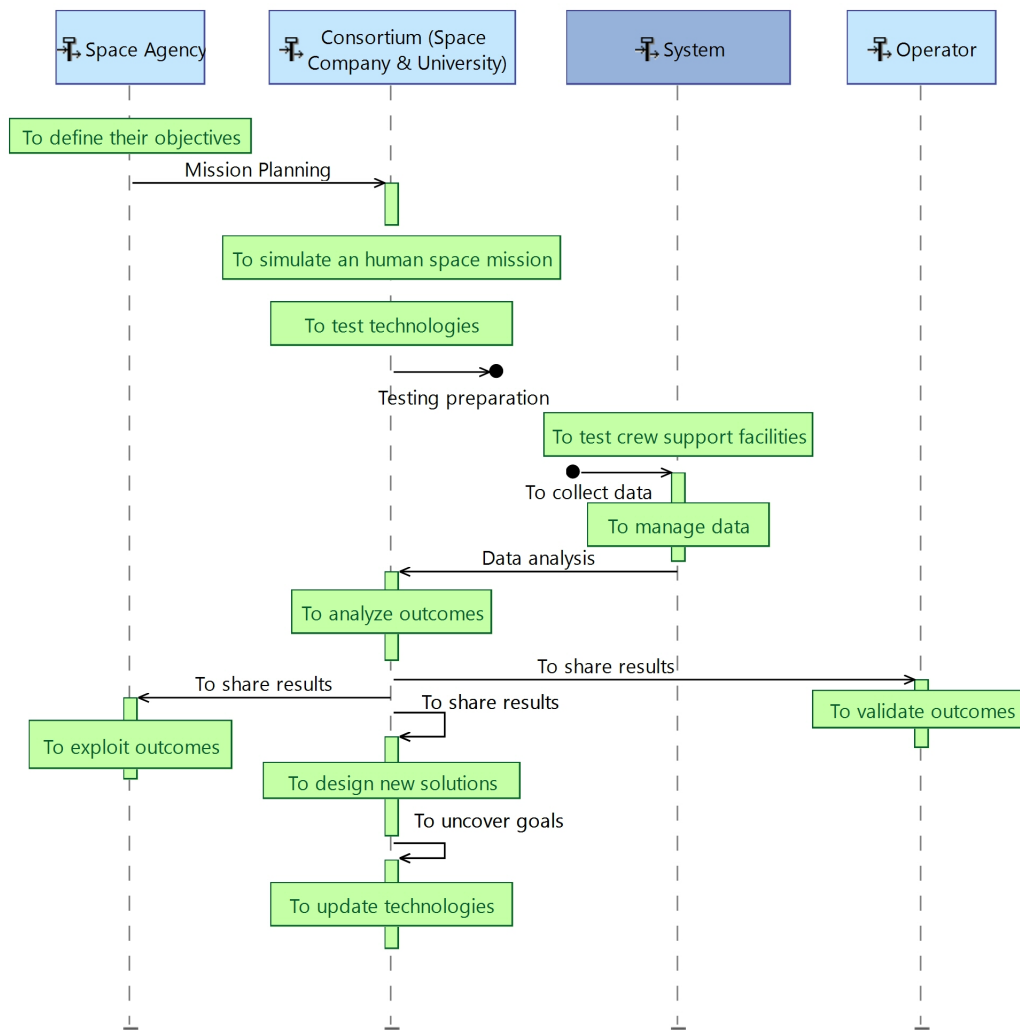 Space Agency
Consortium (Space
Company & University)
System
Operator
To define their objectives
Mission Planning
To simulate an human space mission
To test technologies
Testing preparation
To test crew support facilities
To collect data
To manage data
Data analysis
To analyze outcomes
To share results
To share results
To share results
To validate outcomes
To exploit outcomes
To design new solutions
To uncover goals
To update technologies